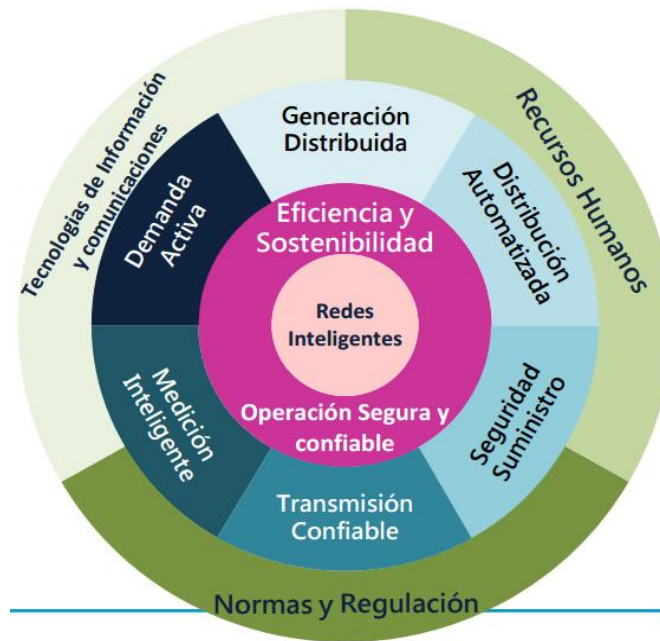 Tecnologías de Información
y comunicaciones
Recursos Humanos
Generación
Distribuida
Demanda
Activa
Distribución
Automatizada
Eficiencia y
Sostenibilidad
Redes
Inteligentes
Operación Segura y
confiable
Medición
Inteligente
Seguridad
Suministro
Transmisión
Confiable
Normas y Regulación